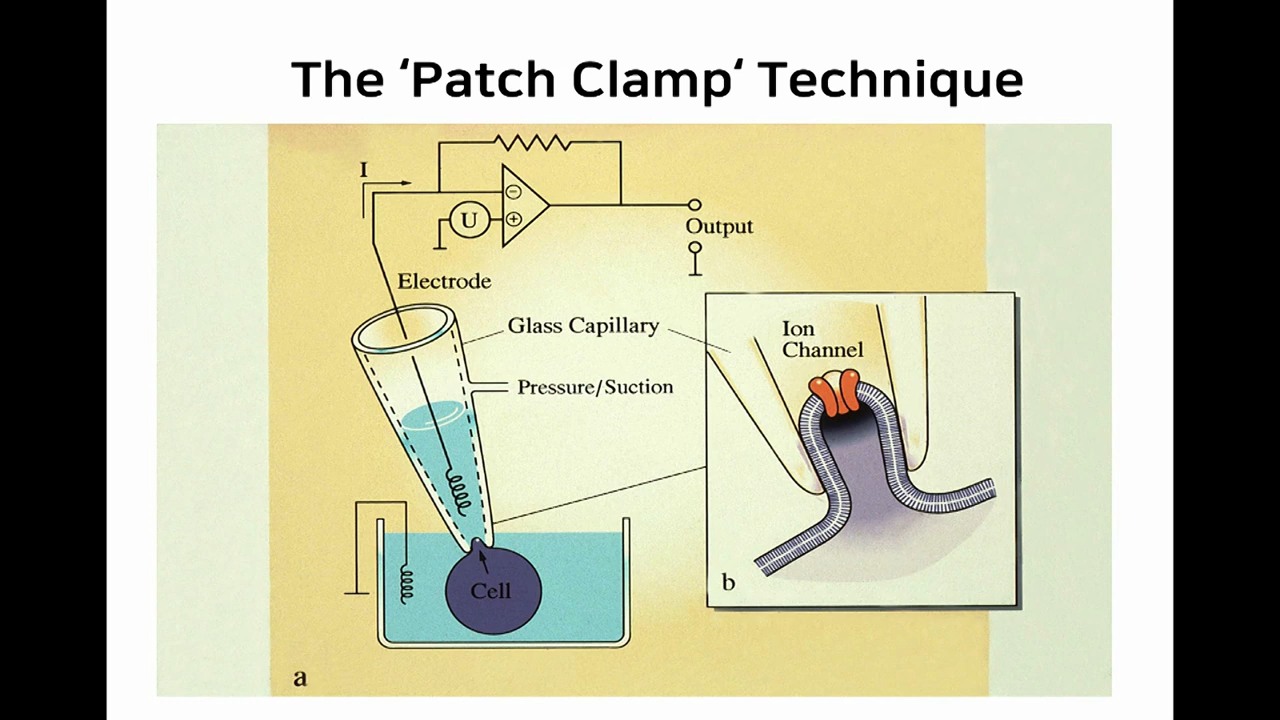 The ‘Patch Clamp‘ Technique
I
−
U
+
Output
Electrode
Glass Capillary
Pressure/Suction
Ion
Channel
Cell
b
a